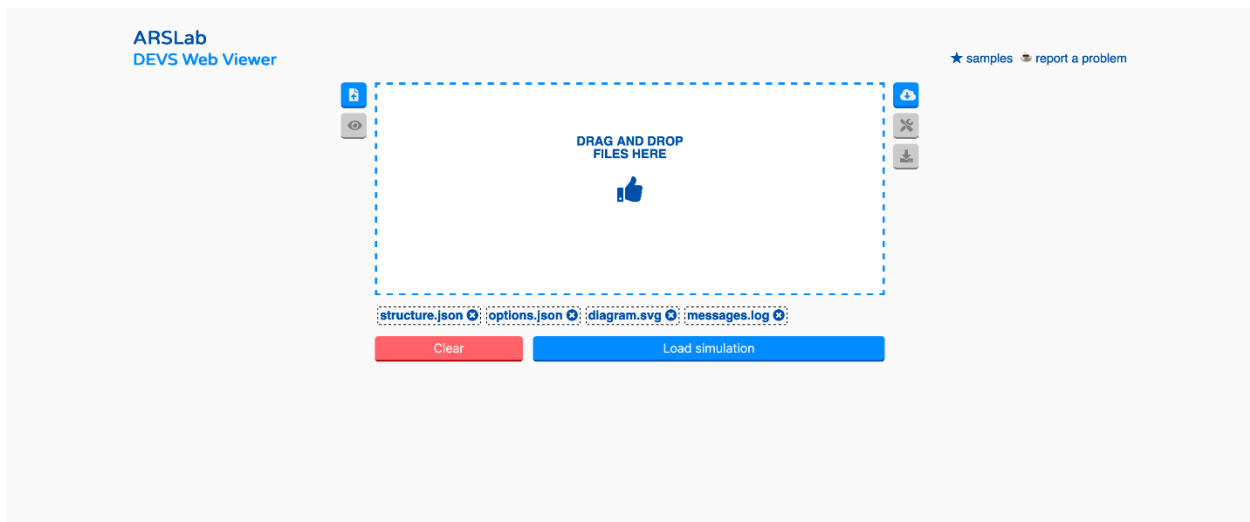 ARSLab
DEVS Web Viewer
samples report a problem
DRAG AND DROP
FILES HERE
structure.json options.json diagram.svg messages.log
Clear Load simulation